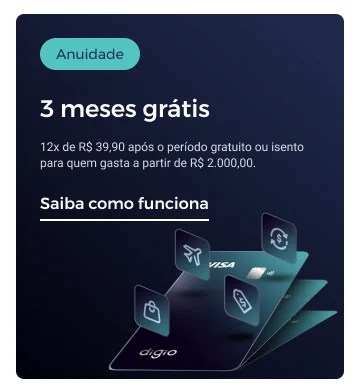 Anuidade
3 meses grátis
12x de R$ 39,90 após o período gratuito ou isento
para quem gasta a partir de R$ 2.000,00.
Saiba como funciona
VISA
digio